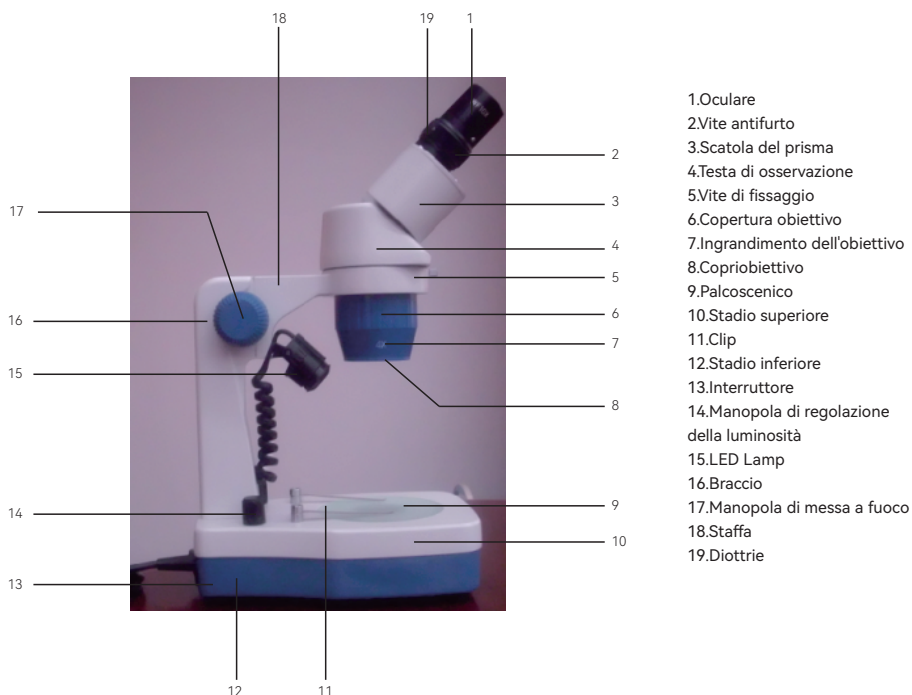 18
19
1
2
3
4
5
6
7
8
9
10
11
12
13
14
15
16
17
1.Oculare
2.Vite antifurto
3.Scatola del prisma
4.Testa di osservazione
5.Vite di fissaggio
6.Copertura obiettivo
7.Ingrandimento dell'obiettivo
8.Copriobiettivo
9.Palcoscenico
10.Stadio superiore
11.Clip
12.Stadio inferiore
13.Interruttore
14.Manopola di regolazione
della luminosità
15.LED Lamp
16.Braccio
17.Manopola di messa a fuoco
18.Staffa
19.Diottrie